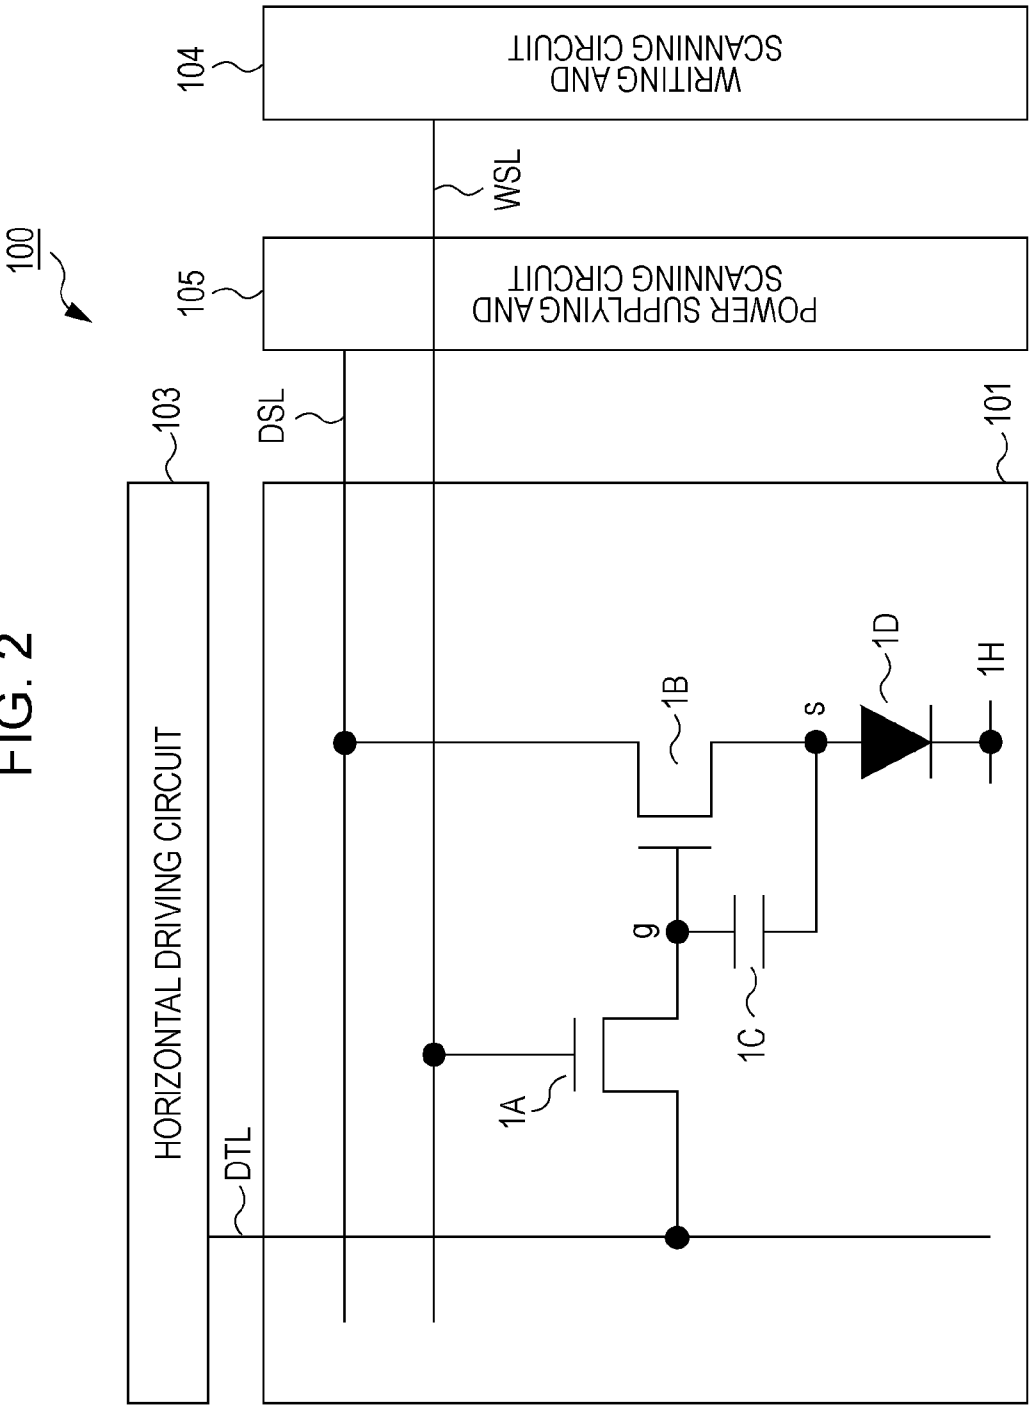 FIG. 2
100
103
HORIZONTAL DRIVING CIRCUIT
DTL
DSL
105
POWER SUPPLYING AND
SCANNING CIRCUIT
104
WRITING AND
SCANNING CIRCUIT
WSL
101
1A
g
1B
1C
s
1D
1H